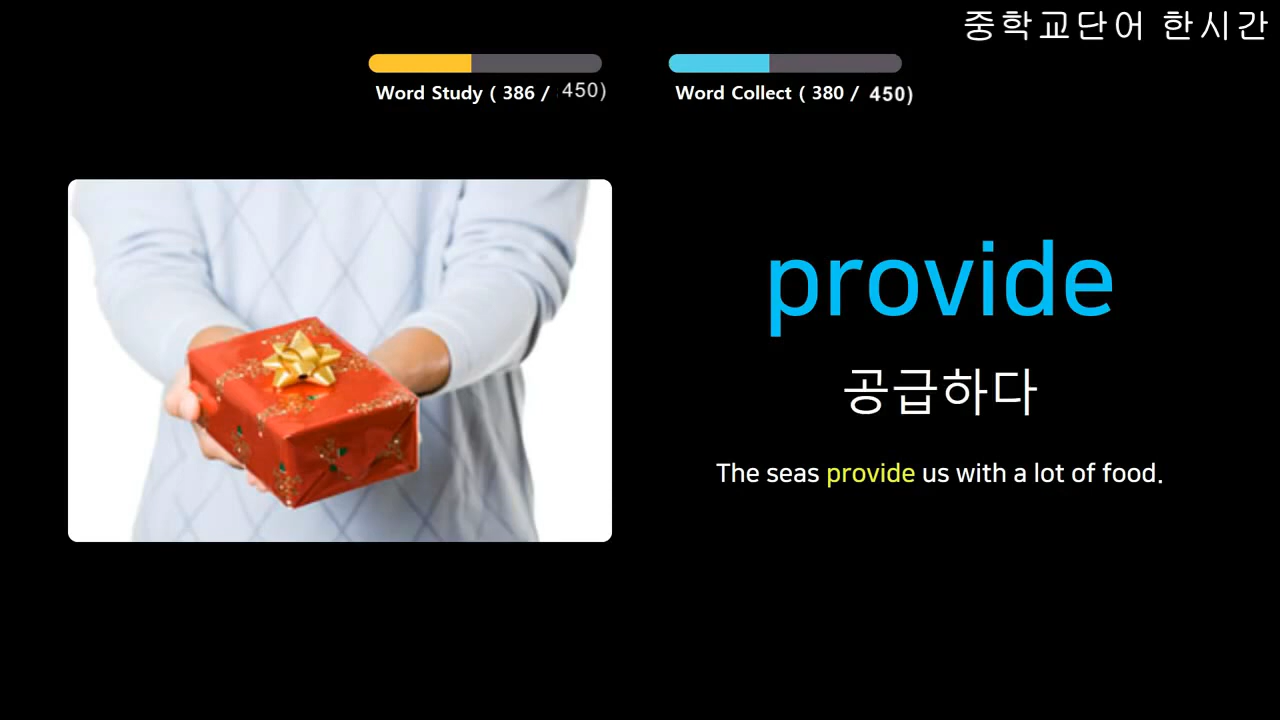 중학교단어 한시간
Word Study ( 386 / 450)
Word Collect ( 380 / 450)
provide
공급하다
The seas provide us with a lot of food.